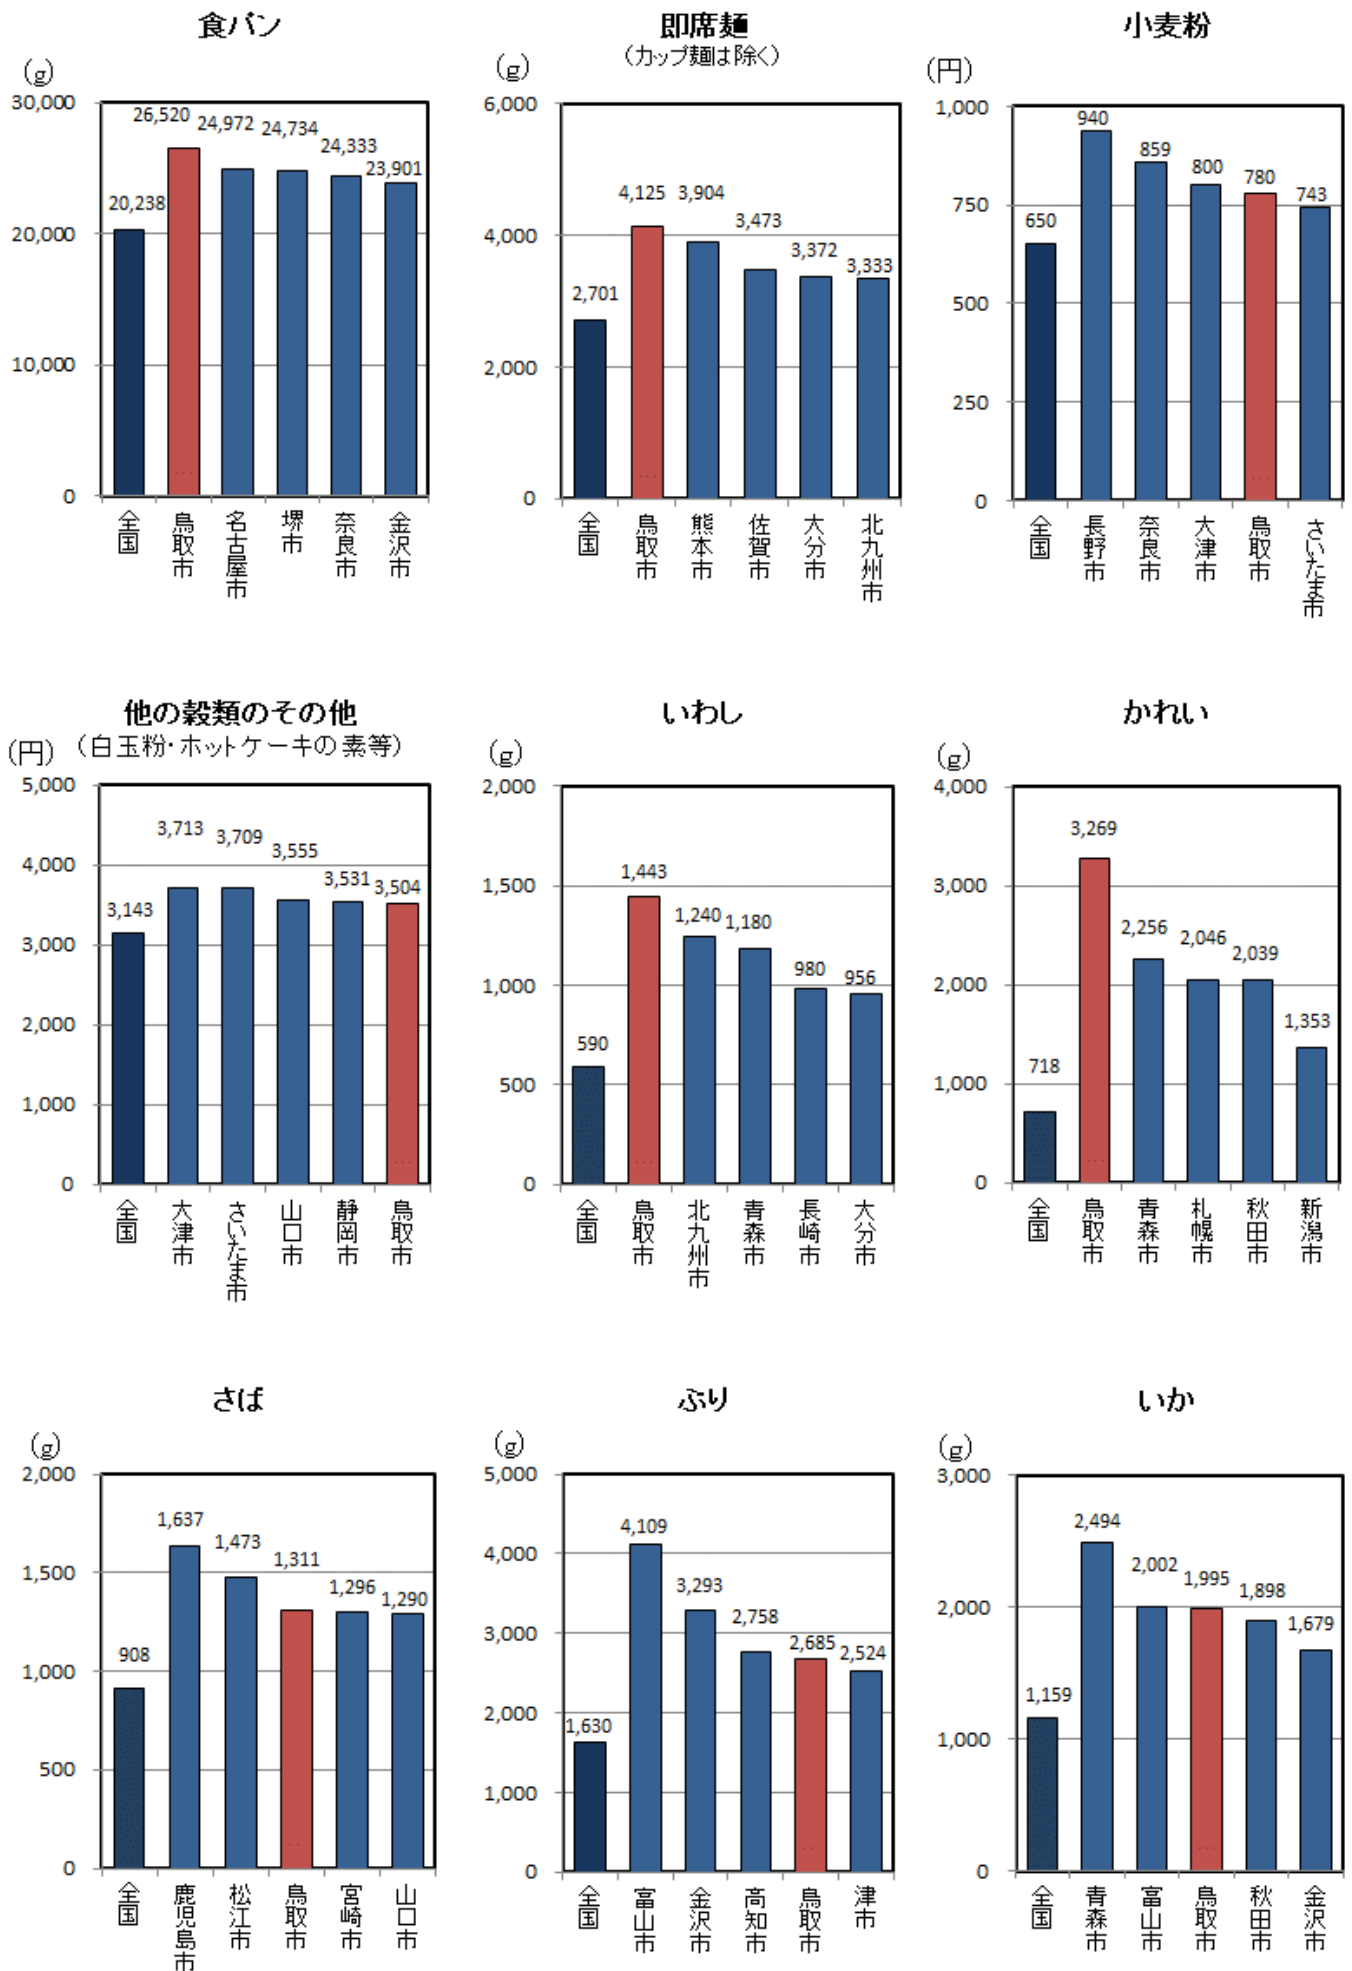 食パン
(g)
30,000
20,000
10,000
0
26,520
24,972
24,734
24,333
23,901
20,238
全国
鳥取市
名古屋市
堺市
奈良市
金沢市
即席麺
（カップ麺は除く）
(g)
6,000
4,000
2,000
0
4,125
3,904
3,473
3,372
3,333
2,701
全国
鳥取市
熊本市
佐賀市
大分市
北九州市
小麦粉
(円)
1,000
750
500
250
0
940
859
800
780
743
650
全国
長野市
奈良市
大津市
鳥取市
さいたま市
他の穀類のその他
（白玉粉・ホットケーキの素等）
(円)
5,000
4,000
3,000
2,000
1,000
0
3,713
3,709
3,555
3,531
3,504
3,143
全国
大津市
さいたま市
山口市
静岡市
鳥取市
いわし
(g)
2,000
1,500
1,000
500
0
1,443
1,240
1,180
980
956
590
全国
鳥取市
北九州市
青森市
長崎市
大分市
かれい
(g)
4,000
3,000
2,000
1,000
0
3,269
2,256
2,046
2,039
1,353
718
全国
鳥取市
青森市
札幌市
秋田市
新潟市
さば
(g)
2,000
1,500
1,000
500
0
1,637
1,473
1,311
1,296
1,290
908
全国
鹿児島市
松江市
鳥取市
宮崎市
山口市
ぶり
(g)
5,000
4,000
3,000
2,000
1,000
0
4,109
3,293
2,758
2,685
2,524
1,630
全国
富山市
金沢市
高知市
鳥取市
津市
いか
(g)
3,000
2,000
1,000
0
2,494
2,002
1,995
1,898
1,679
1,159
全国
青森市
富山市
鳥取市
秋田市
金沢市